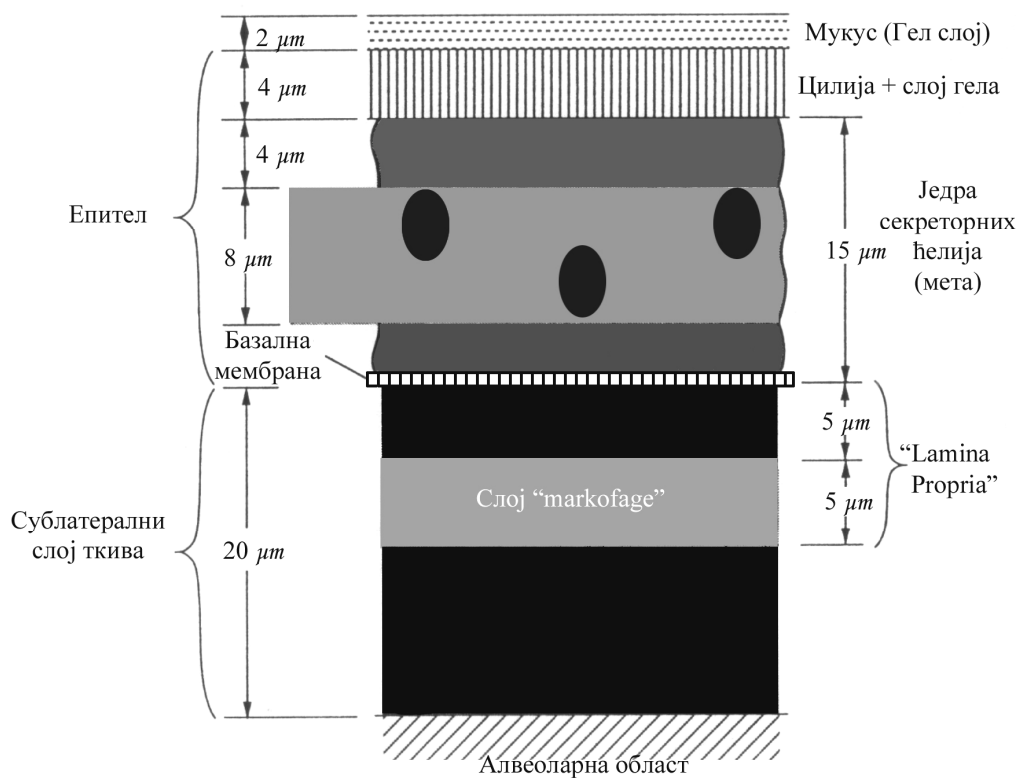 2 µm
Мукус (Гел слој)
4 µm
Цилија + слој гела
4 µm
Епител
8 µm
15 µm
Једра
секреторних
ћелија
(мета)
Базална
мембрана
5 µm
“Lamina
Propria”
5 µm
Слој “markofage”
Сублатерални
слој ткива
20 µm
Алвеоларна област